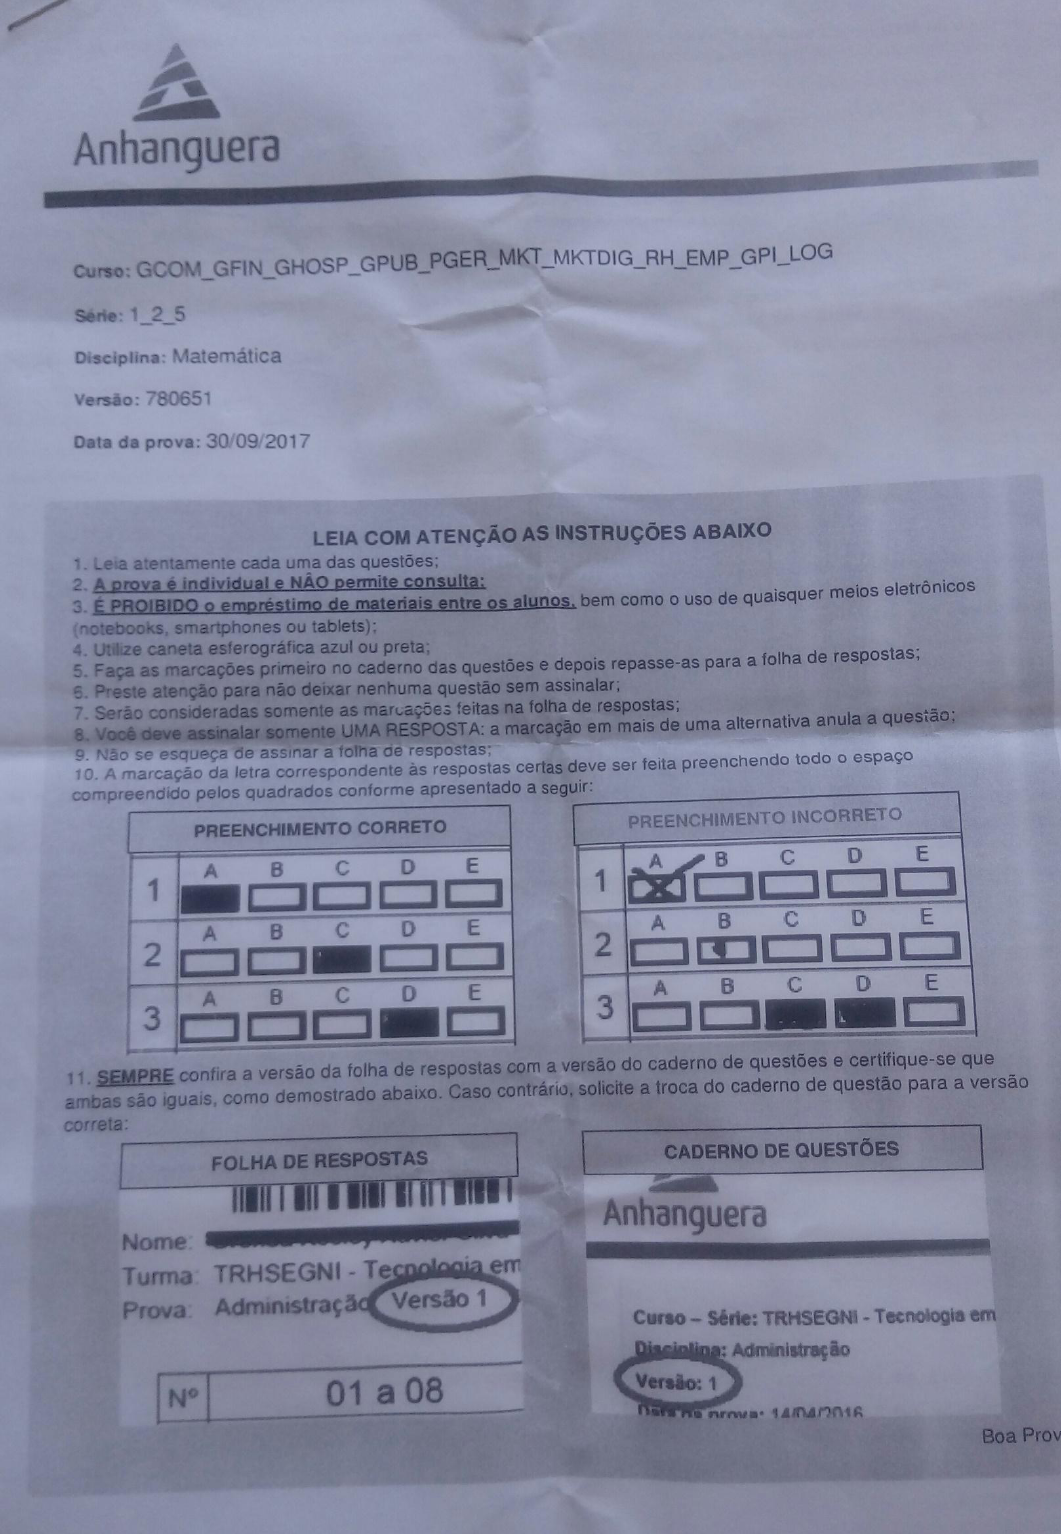 Anhanguera
Curso: GCOM_GFIN_GHOSP_GPUB_PGER_MKT_MKTDIG_RH_EMP_GPI_LOG
Série: 1_2_5
Disciplina: Matemática
Versão: 780651
Data da prova: 30/09/2017
LEIA COM ATENÇÃO AS INSTRUÇÕES ABAIXO
1. Leia atentamente cada uma das questões;
2. A prova é individual e NÃO permite consulta;
3. É PROIBIDO o empréstimo de materiais entre os alunos, bem como o uso de quaisquer meios eletrônicos
(notebooks, smartphones ou tablets);
4. Utilize caneta esferográfica azul ou preta;
5. Faça as marcações primeiro no caderno das questões e depois repasse-as para a folha de respostas;
6. Preste atenção para não deixar nenhuma questão sem assinalar;
7. Serão consideradas somente as marcações feitas na folha de respostas;
8. Você deve assinalar somente UMA RESPOSTA: a marcação em mais de uma alternativa anula a questão;
9. Não se esqueça de assinar a folha de respostas;
10. A marcação da letra correspondente às respostas certas deve ser feita preenchendo todo o espaço
compreendido pelos quadrados conforme apresentado a seguir:
PREENCHIMENTO CORRETO
A B C D E
1
A B C D E
2
A B C D E
3
PREENCHIMENTO INCORRETO
A B C D E
1
A B C D E
2
A B C D E
3
11. SEMPRE confira a versão da folha de respostas com a versão do caderno de questões e certifique-se que
ambas são iguais, como demostrado abaixo. Caso contrário, solicite a troca do caderno de questão para a versão
correta:
FOLHA DE RESPOSTAS
Nome:
Turma: TRHSEGNI - Tecnologia em
Prova: Administração Versão 1
Nº 01 a 08
CADERNO DE QUESTÕES
Anhanguera
Curso – Série: TRHSEGNI - Tecnologia em
Disciplina: Administração
Versão: 1
Data da prova: 14/04/2016
Boa Prov